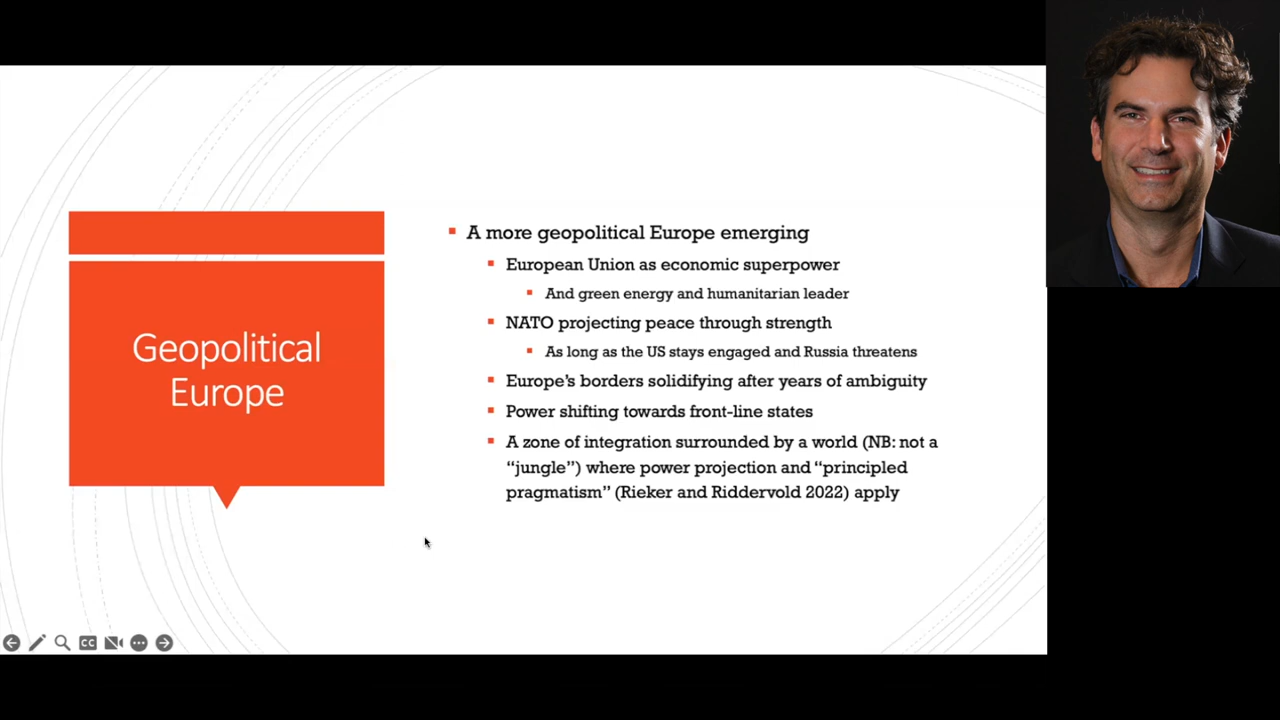 Geopolitical
Europe
A more geopolitical Europe emerging
European Union as economic superpower
And green energy and humanitarian leader
NATO projecting peace through strength
As long as the US stays engaged and Russia threatens
Europe’s borders solidifying after years of ambiguity
Power shifting towards front-line states
A zone of integration surrounded by a world (NB: not a
“jungle”) where power projection and “principled
pragmatism” (Rieker and Riddervold 2022) apply
CC